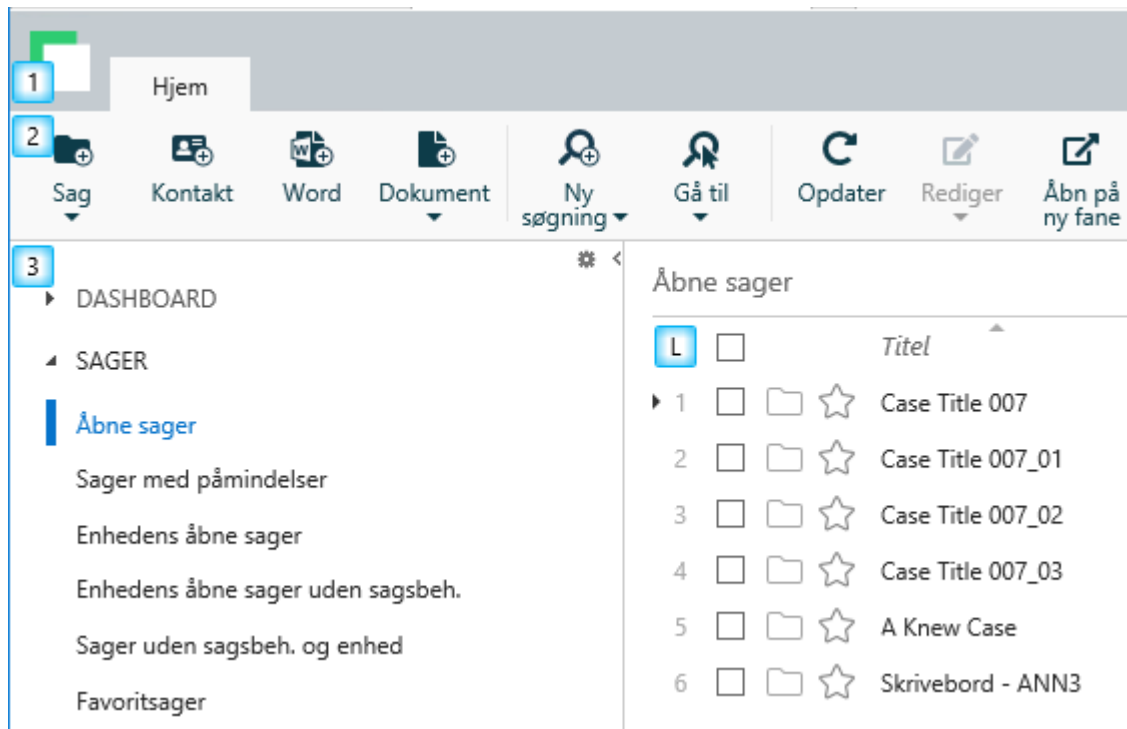 1
Hjem
2
Sag
Kontakt
Word
Dokument
Ny
søgning
Gå til
Opdater
Rediger
Åbn på
ny fane
3
DASHBOARD
SAGER
Åbne sager
Sager med påmindelser
Enhedens åbne sager
Enhedens åbne sager uden sagsbeh.
Sager uden sagsbeh. og enhed
Favoritsager
Åbne sager
L Titel
1 Case Title 007
2 Case Title 007_01
3 Case Title 007_02
4 Case Title 007_03
5 A Knew Case
6 Skrivebord - ANN3